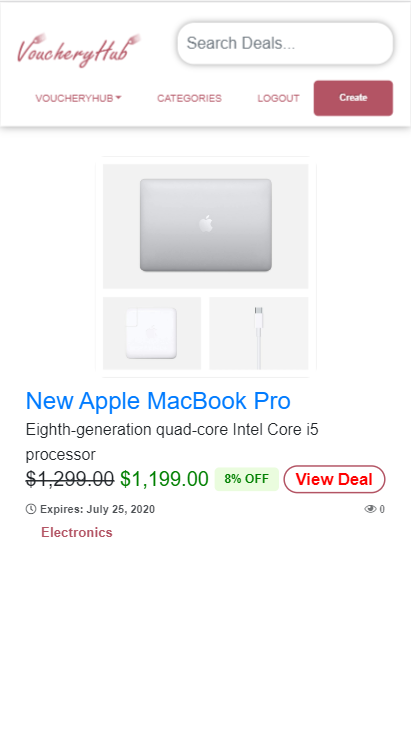 VoucheryHub
Search Deals...
VOUCHERYHUB
CATEGORIES
LOGOUT
Create
New Apple MacBook Pro
Eighth-generation quad-core Intel Core i5
processor
$1,299.00 $1,199.00 8% OFF View Deal
Expires: July 25, 2020 0
Electronics